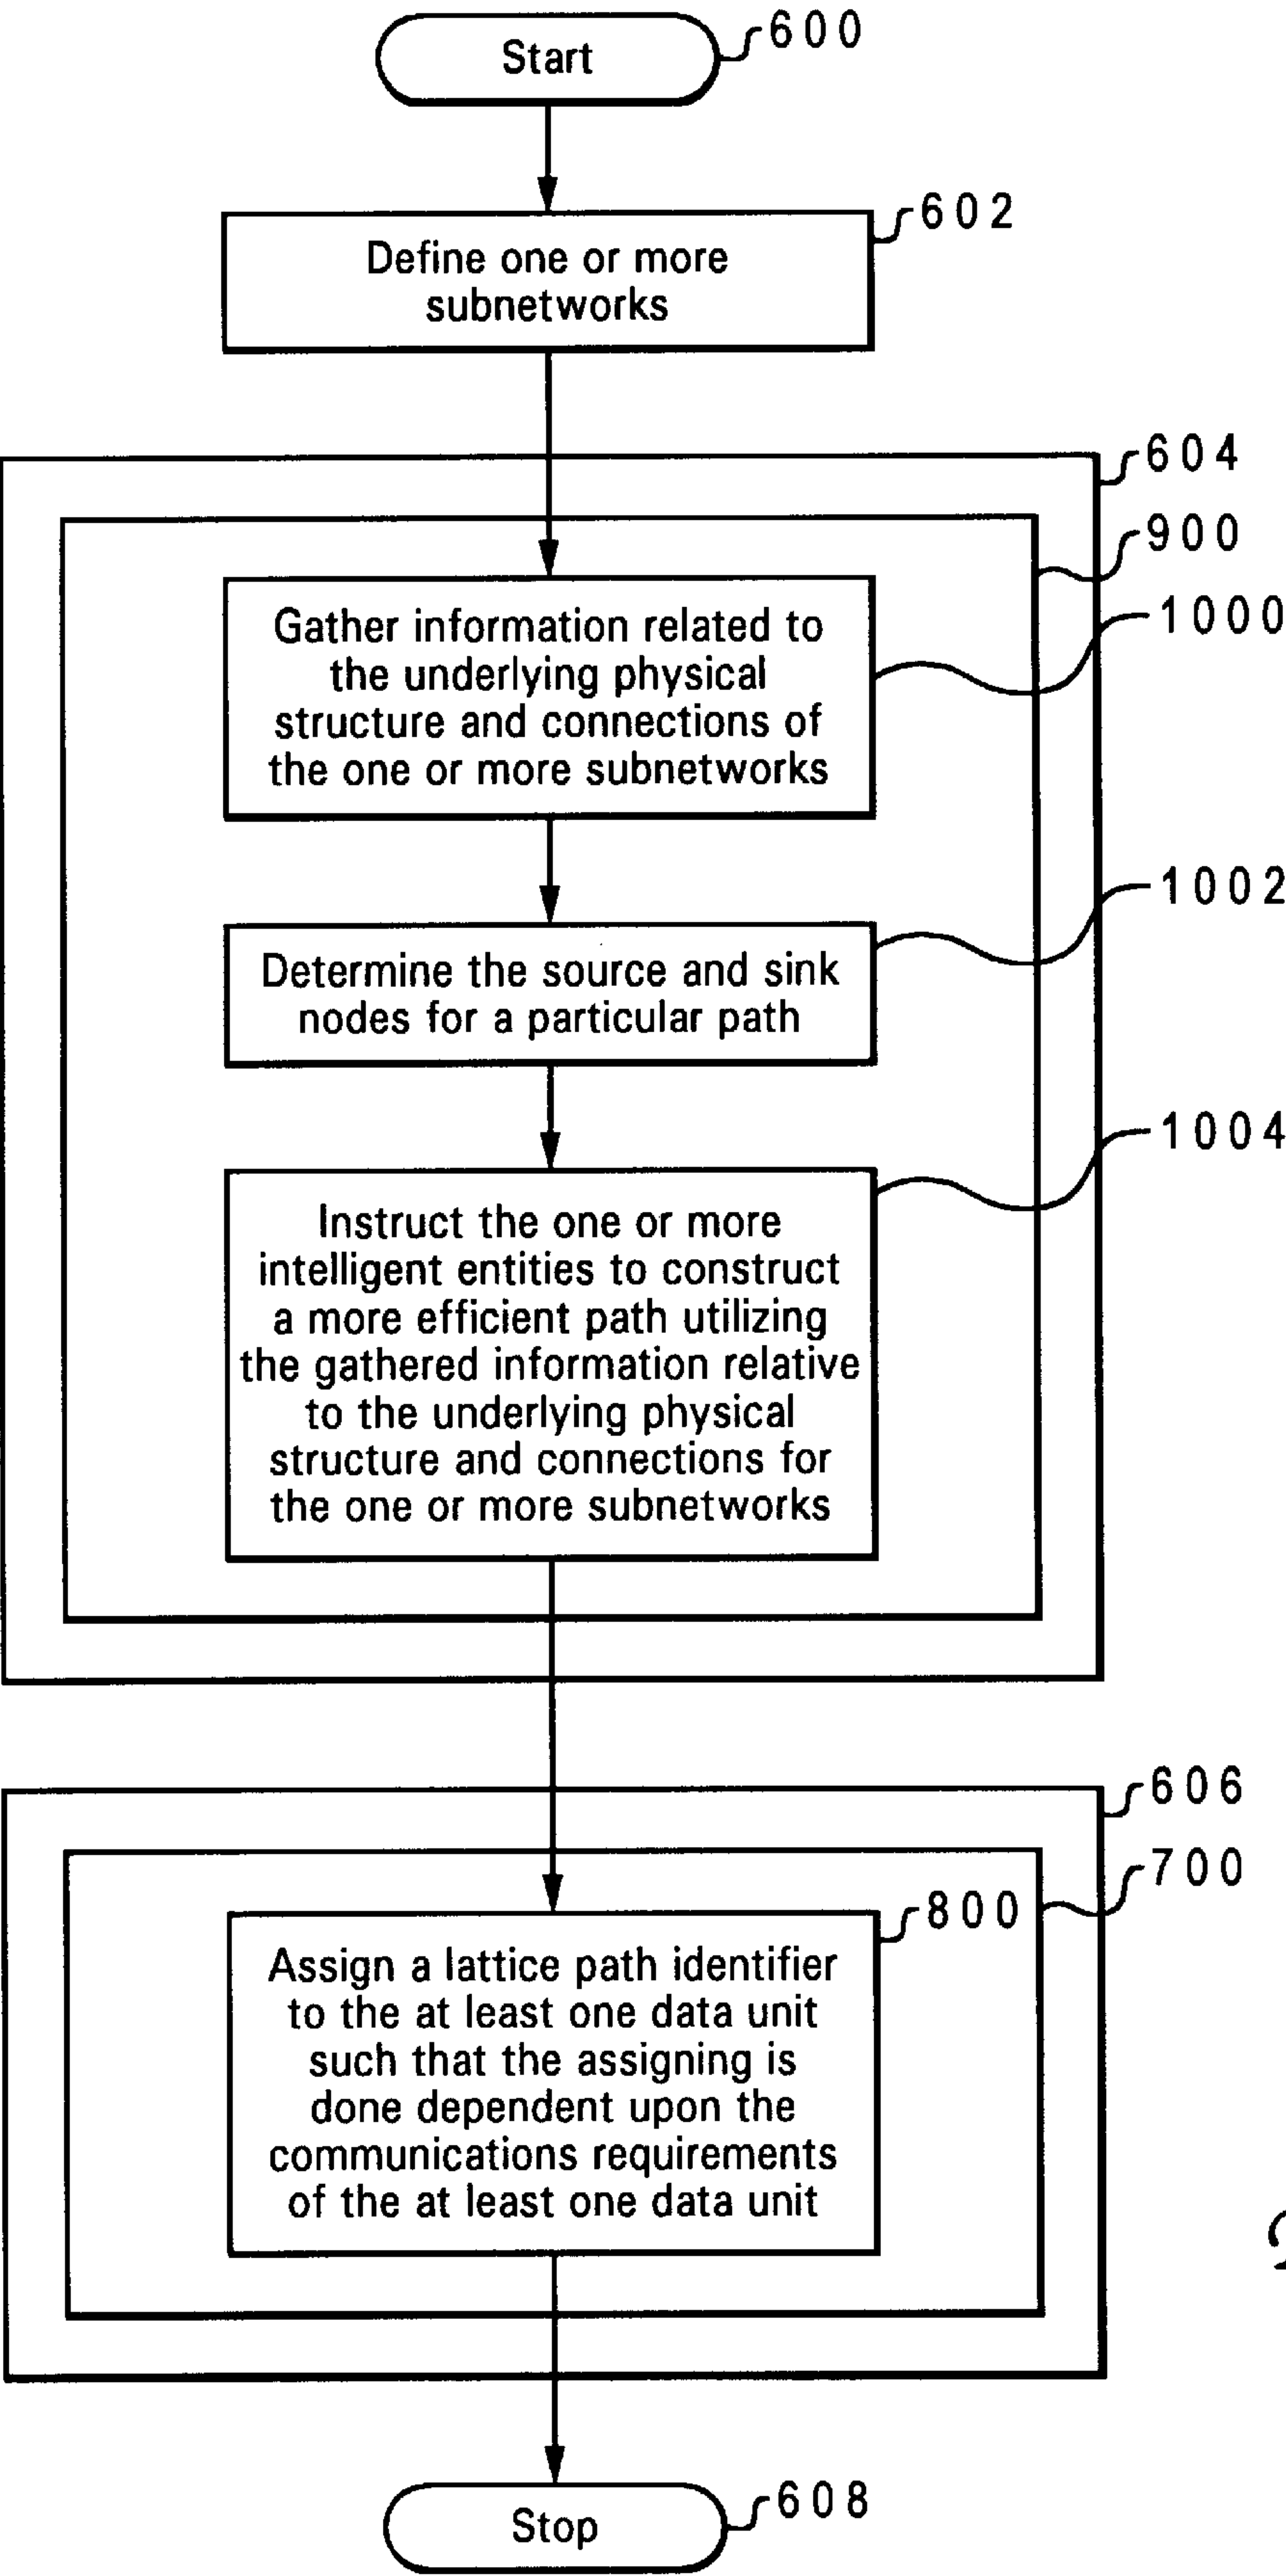 Start
600
Define one or more
subnetworks
602
604
900
Gather information related to
the underlying physical
structure and connections of
the one or more subnetworks
1000
Determine the source and sink
nodes for a particular path
1002
Instruct the one or more
intelligent entities to construct
a more efficient path utilizing
the gathered information relative
to the underlying physical
structure and connections for
the one or more subnetworks
1004
606
700
800
Assign a lattice path identifier
to the at least one data unit
such that the assigning is
done dependent upon the
communications requirements
of the at least one data unit
Stop
608